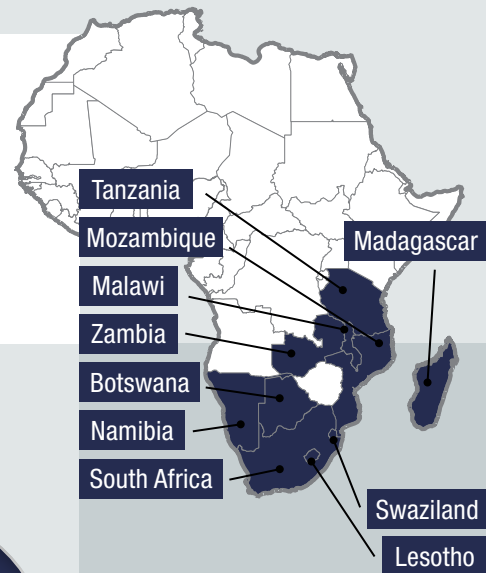 Tanzania
Mozambique
Madagascar
Malawi
Zambia
Botswana
Namibia
South Africa
Swaziland
Lesotho